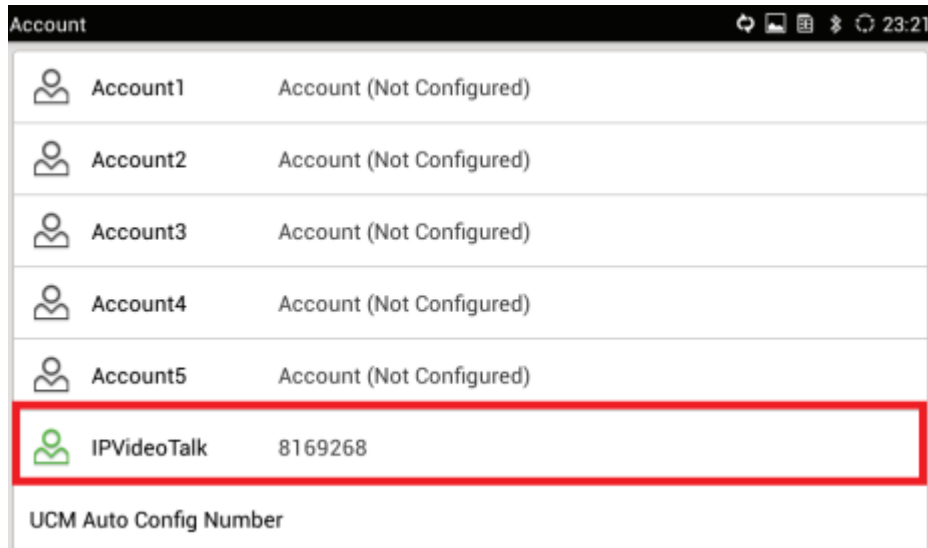 Account 23:21
Account1 Account (Not Configured)
Account2 Account (Not Configured)
Account3 Account (Not Configured)
Account4 Account (Not Configured)
Account5 Account (Not Configured)
IPVideoTalk 8169268
UCM Auto Config Number